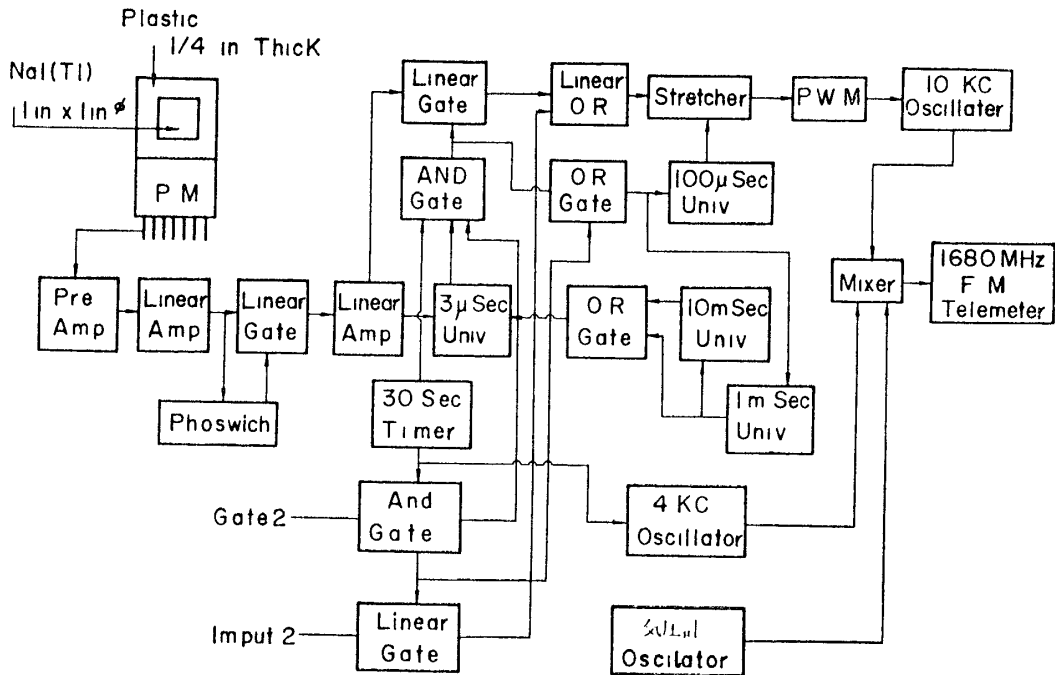 Plastic
1/4 in ThicK
NaI(Tl)
1in x 1in ø
P M
Pre
Amp
Linear
Amp
Linear
Gate
Phoswich
Linear
Amp
3μ Sec
Univ
Linear
Gate
AND
Gate
Linear
OR
Stretcher
P W M
10 KC
Oscillater
OR
Gate
100μ Sec
Univ
OR
Gate
10m Sec
Univ
1m Sec
Univ
Mixer
1680 MHz
F M
Telemeter
30 Sec
Timer
Gate 2
And
Gate
4 KC
Oscillator
Imput 2
Linear
Gate
Oscilator